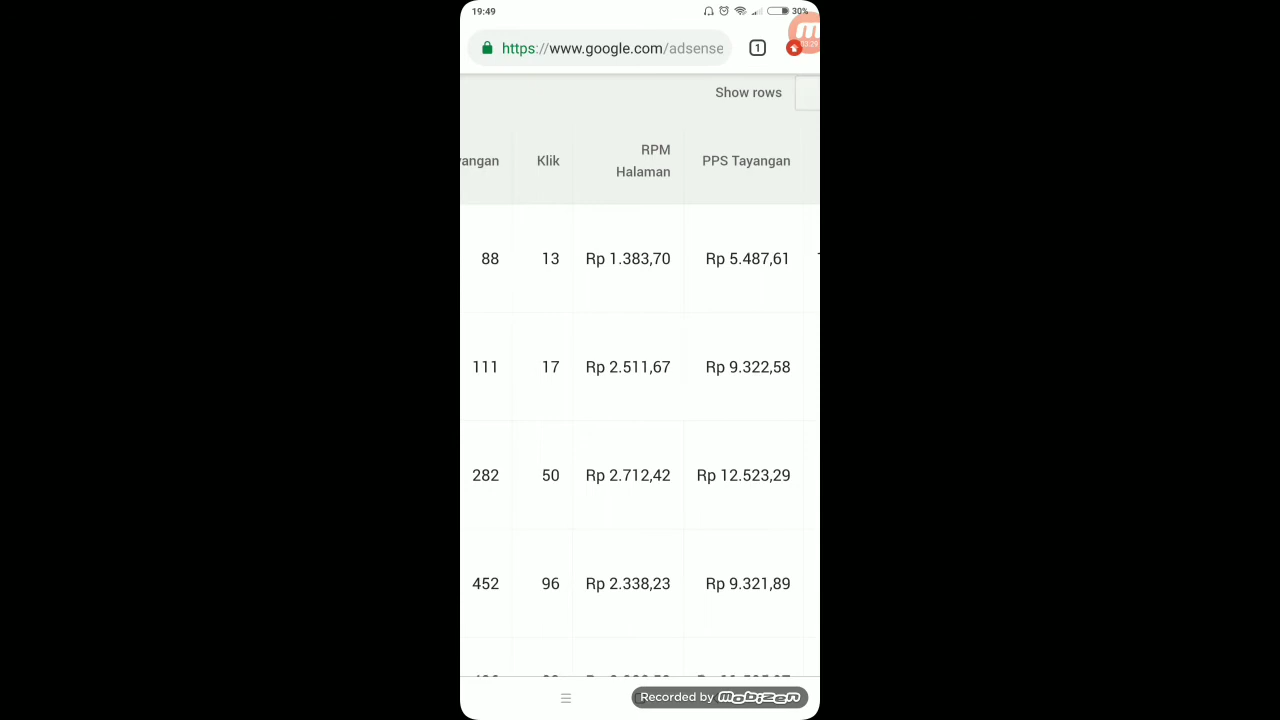 19:49
30%
https://www.google.com/adsense
1
03:29
Show rows
yangan Klik RPM Halaman PPS Tayangan
88 13 Rp 1.383,70 Rp 5.487,61
111 17 Rp 2.511,67 Rp 9.322,58
282 50 Rp 2.712,42 Rp 12.523,29
452 96 Rp 2.338,23 Rp 9.321,89
Recorded by mobizen